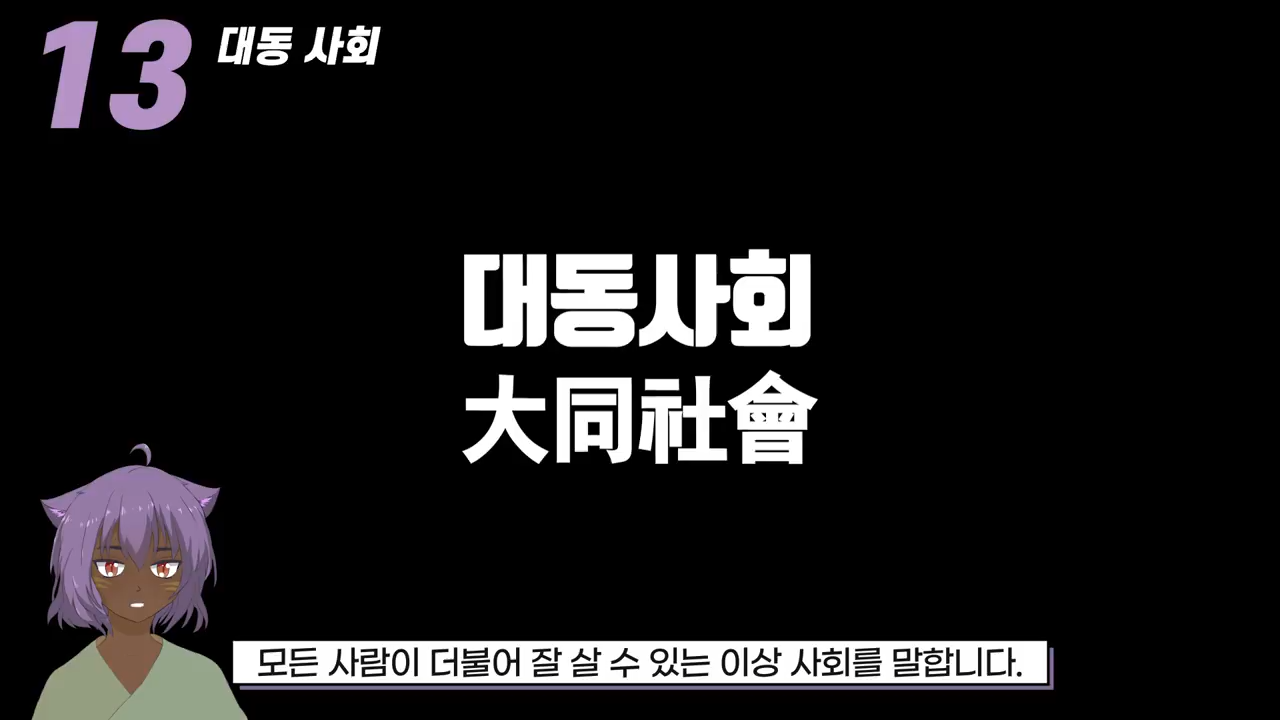 13 대동 사회
대동사회
大同社會
모든 사람이 더불어 잘 살 수 있는 이상 사회를 말합니다.